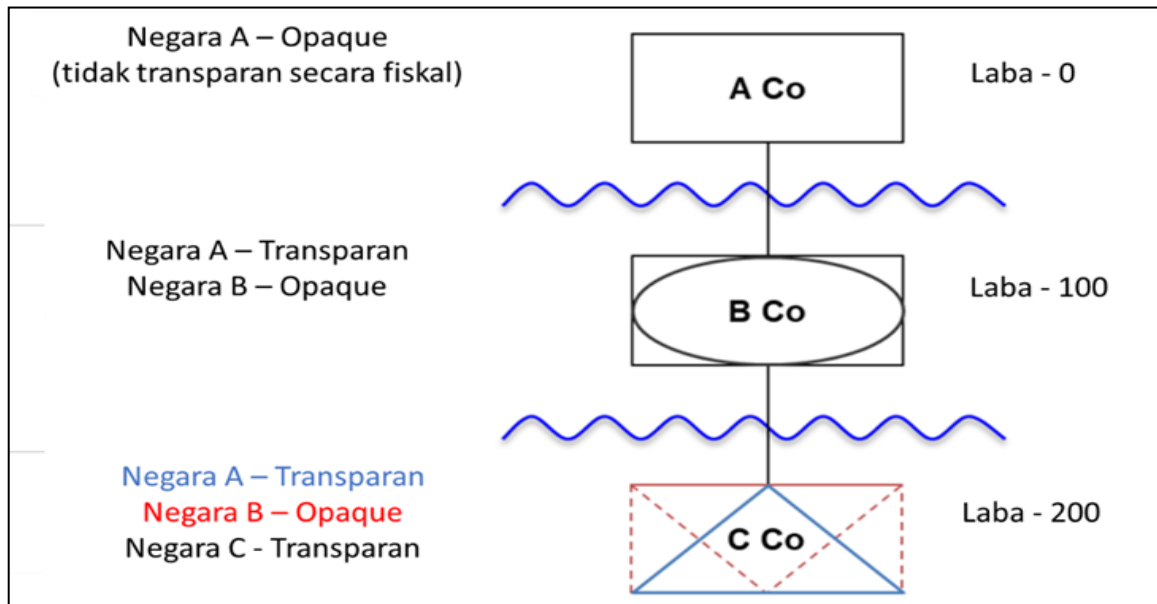 Negara A – Opaque
(tidak transparan secara fiskal)
A Co
Laba - 0
Negara A – Transparan
Negara B – Opaque
B Co
Laba - 100
Negara A – Transparan
Negara B – Opaque
Negara C - Transparan
C Co
Laba - 200